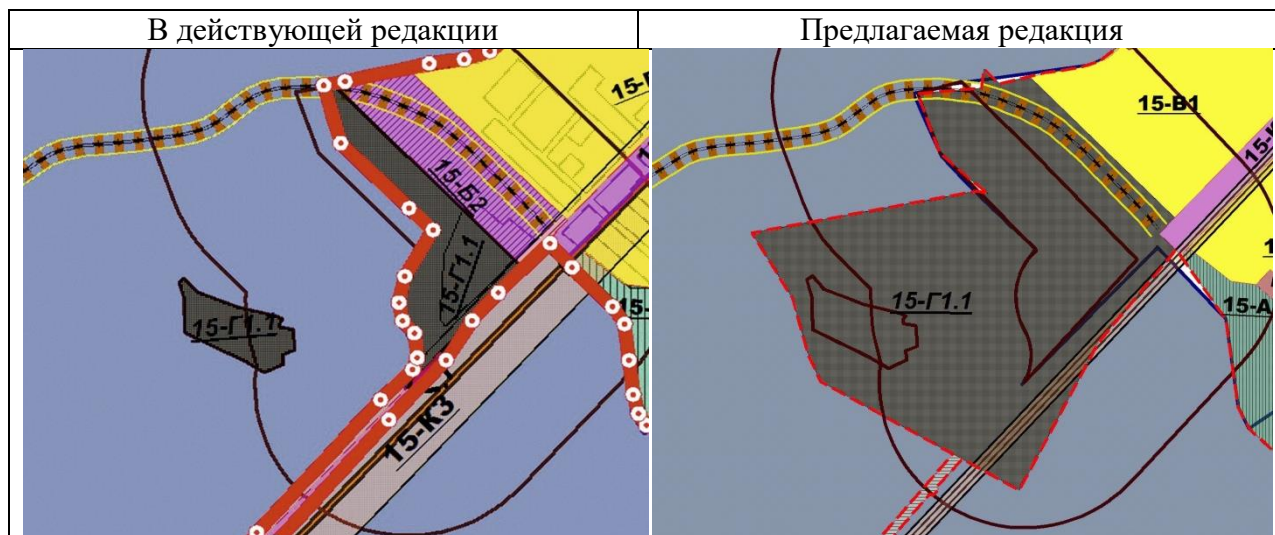 В действующей редакции
Предлагаемая редакция
15-Б2
15-Г1.1
15-Г1.1
15-К3
15-В1
15-Г1.1
15-А